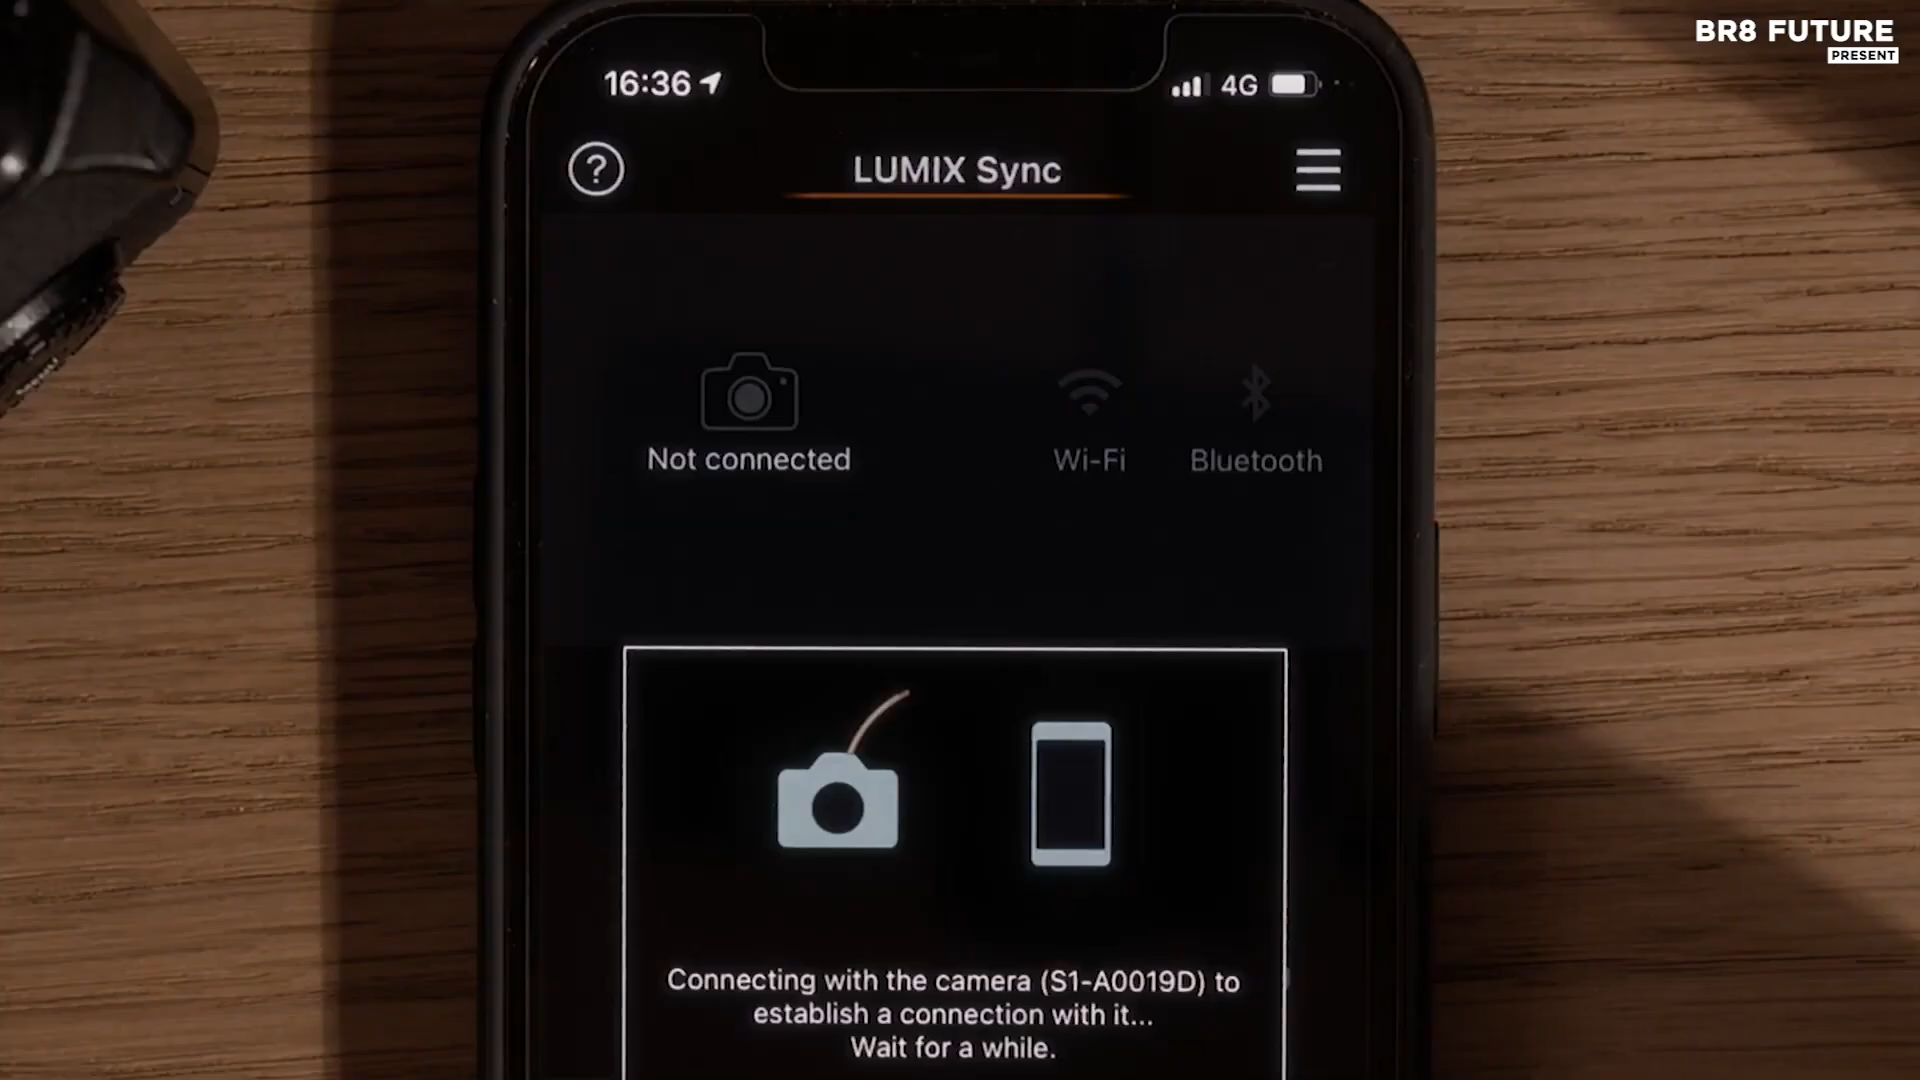 BR8 FUTURE
PRESENT
16:36
4G
?
LUMIX Sync
Not connected
Wi-Fi
Bluetooth
Connecting with the camera (S1-A0019D) to
establish a connection with it...
Wait for a while.